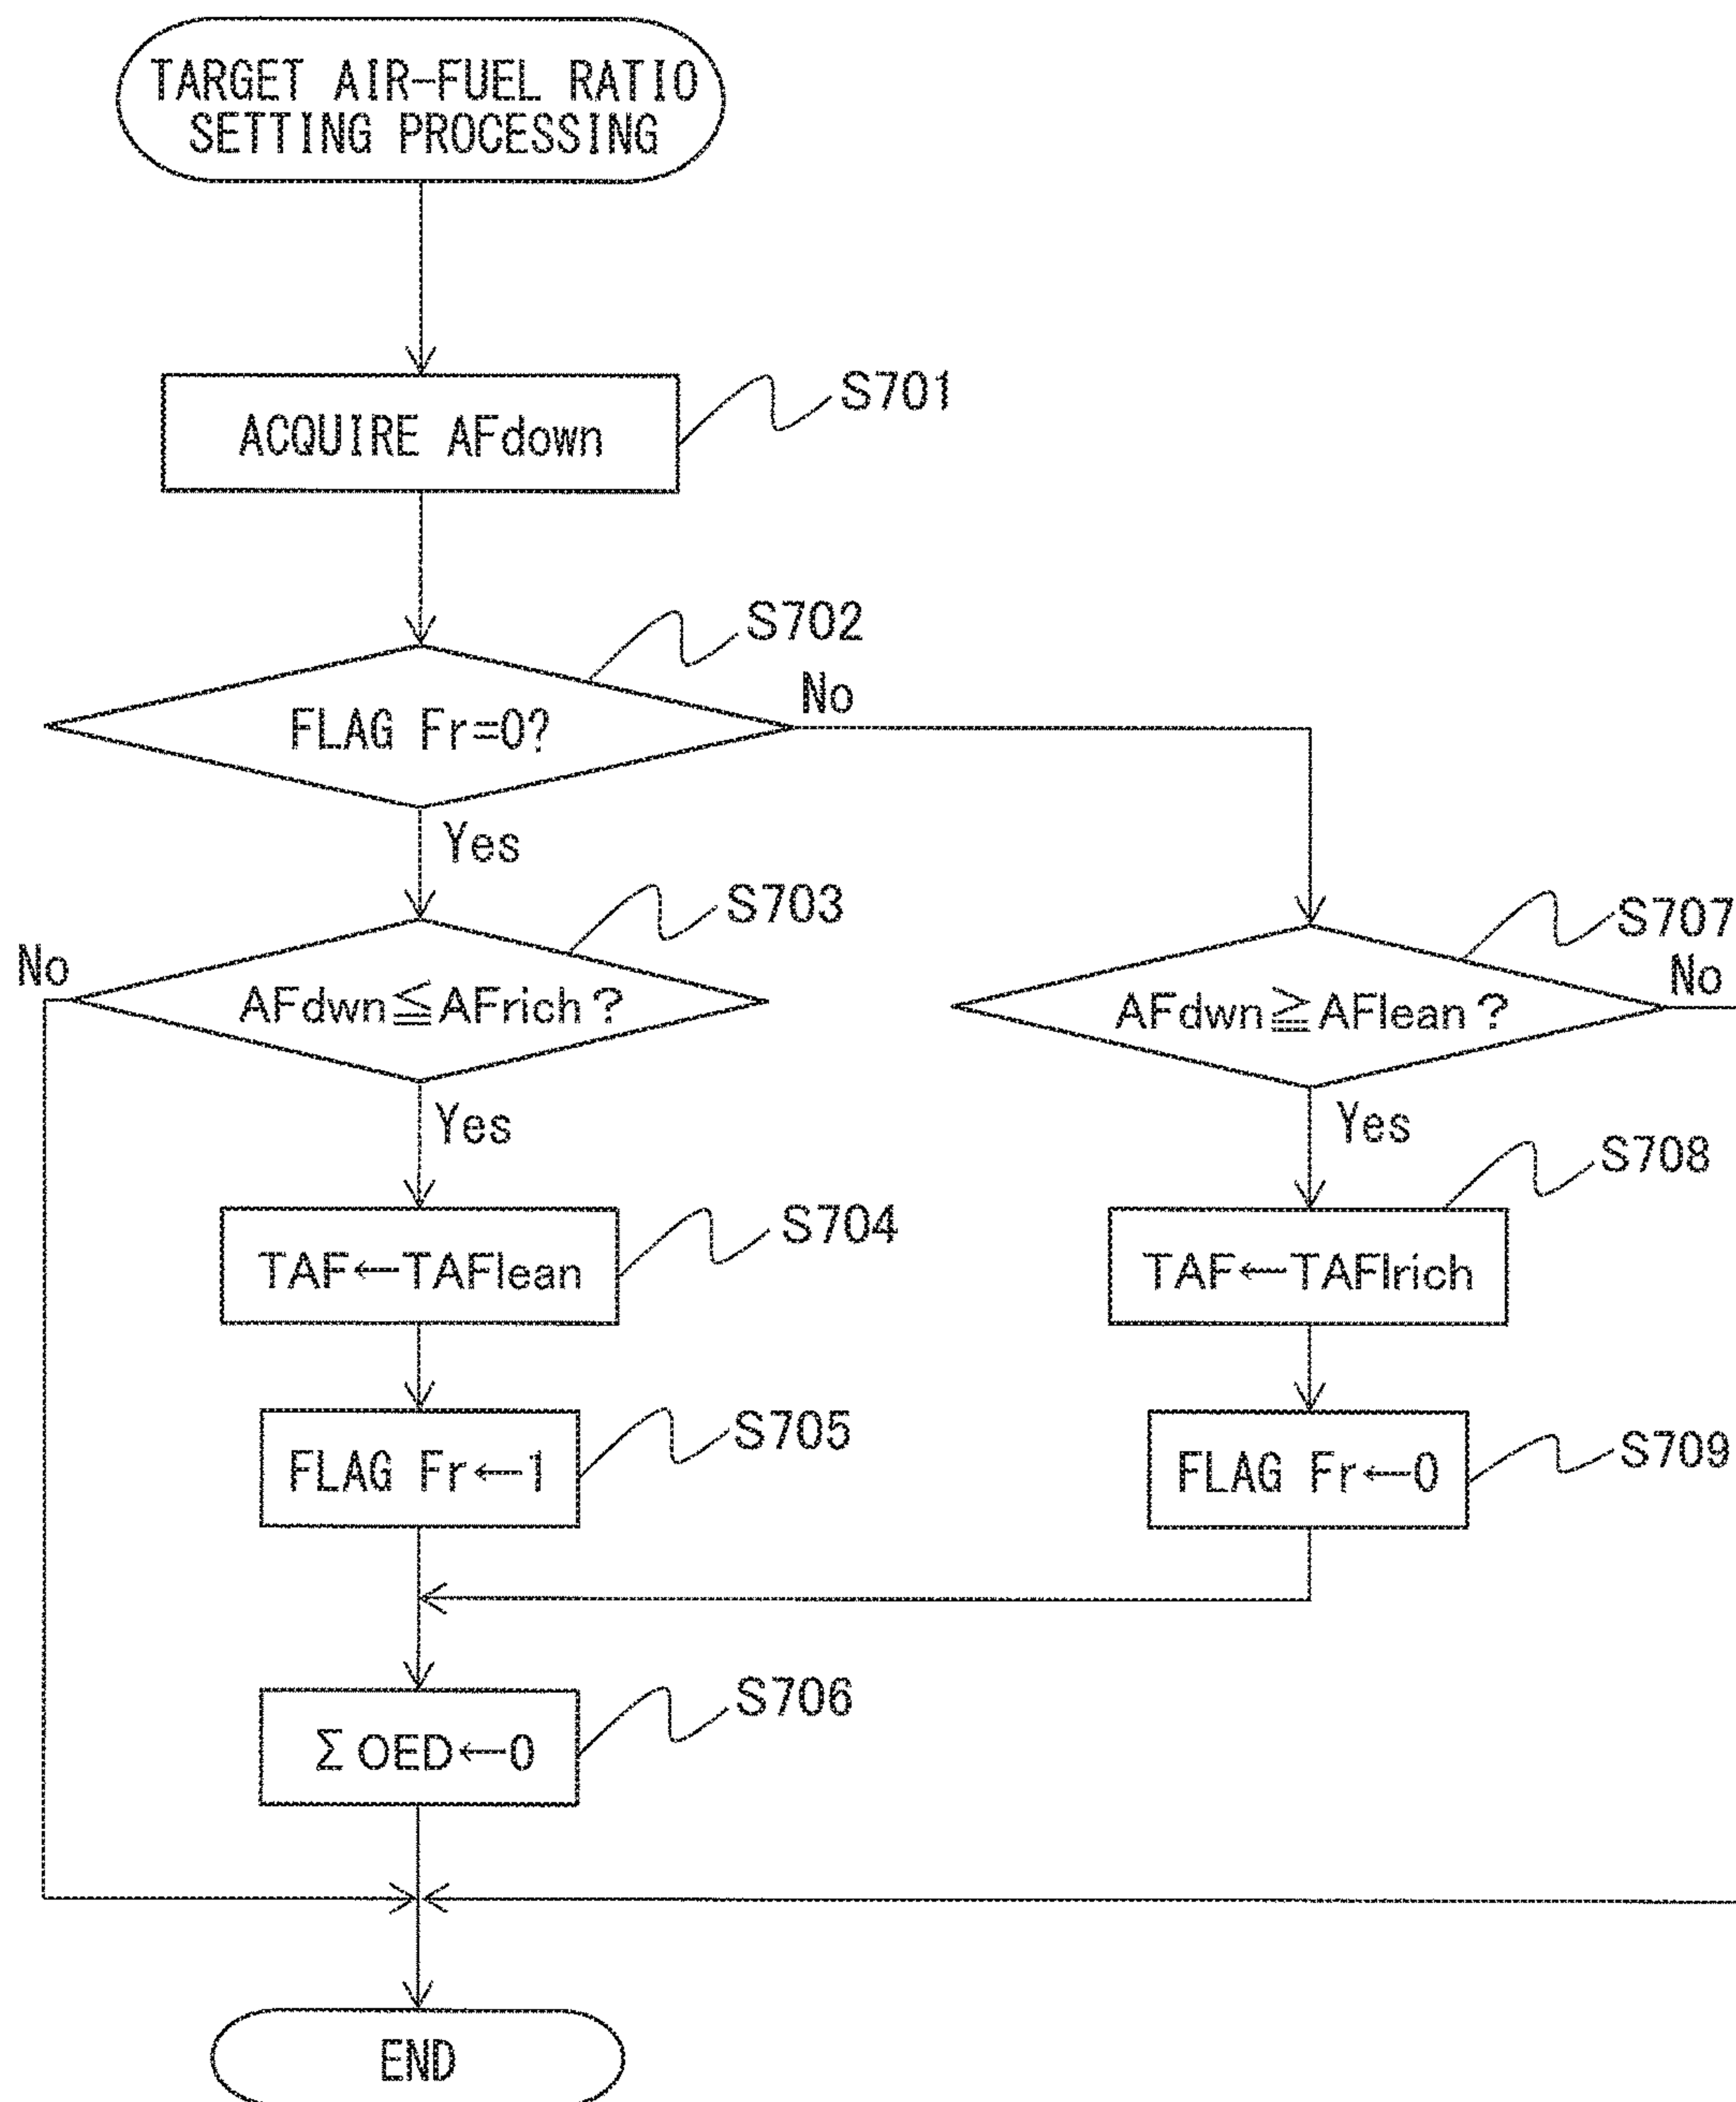 TARGET AIR-FUEL RATIO
SETTING PROCESSING
ACQUIRE AFdown
S701
S702
FLAG Fr=0?
No
Yes
S703
No
AFdwn≦AFrich?
Yes
S707
No
AFdwn≧AFlean?
Yes
S704
TAF←TAFlean
S708
TAF←TAFlrich
S705
FLAG Fr←1
S709
FLAG Fr←0
S706
Σ OED←0
END